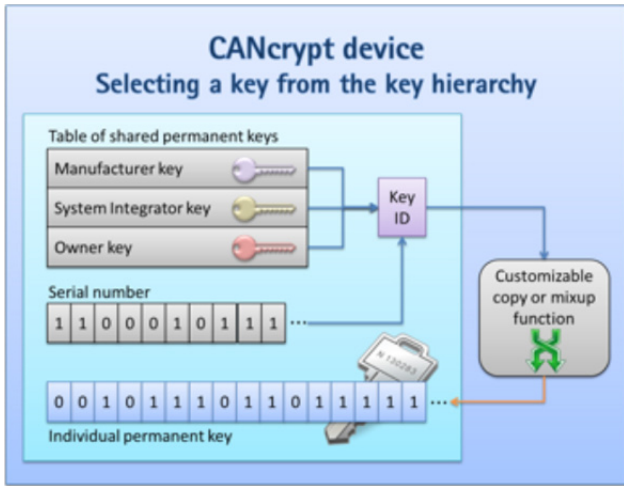 CANcrypt device
Selecting a key from the key hierarchy
Table of shared permanent keys
Manufacturer key
System Integrator key
Owner key
Key
ID
Serial number
1 1 0 0 0 1 0 1 1 1 ...
Customizable
copy or mixup
function
N 130283
0 0 1 0 1 1 1 0 1 1 0 1 1 1 1 1 ...
Individual permanent key